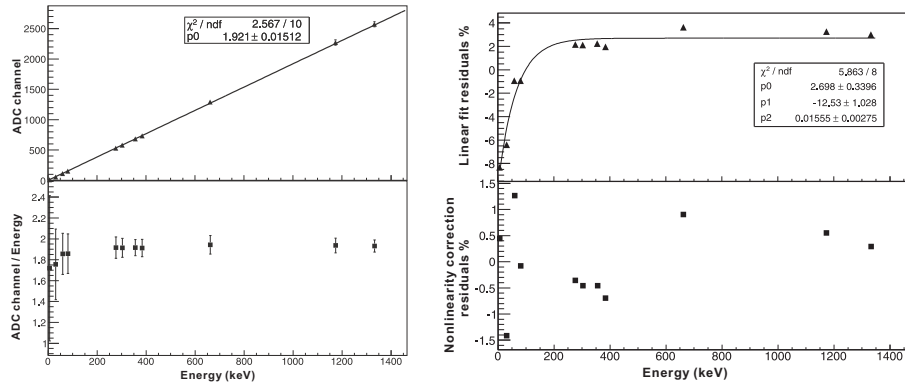 χ² / ndf 2.567 / 10
p0 1.921 ± 0.01512
ADC channel
2500
2000
1500
1000
500
0
ADC channel / Energy
2.4
2.2
2
1.8
1.6
1.4
1.2
1
0 200 400 600 800 1000 1200 1400
Energy (keV)
Linear fit residuals %
8
6
4
2
0
-2
-4
-6
-8
χ² / ndf 5.863 / 8
p0 2.698 ± 0.3396
p1 -12.53 ± 1.028
p2 0.01555 ± 0.00275
Nonlinearity correction
residuals %
1.5
1
0.5
0
-0.5
-1
-1.5
0 200 400 600 800 1000 1200 1400
Energy (keV)